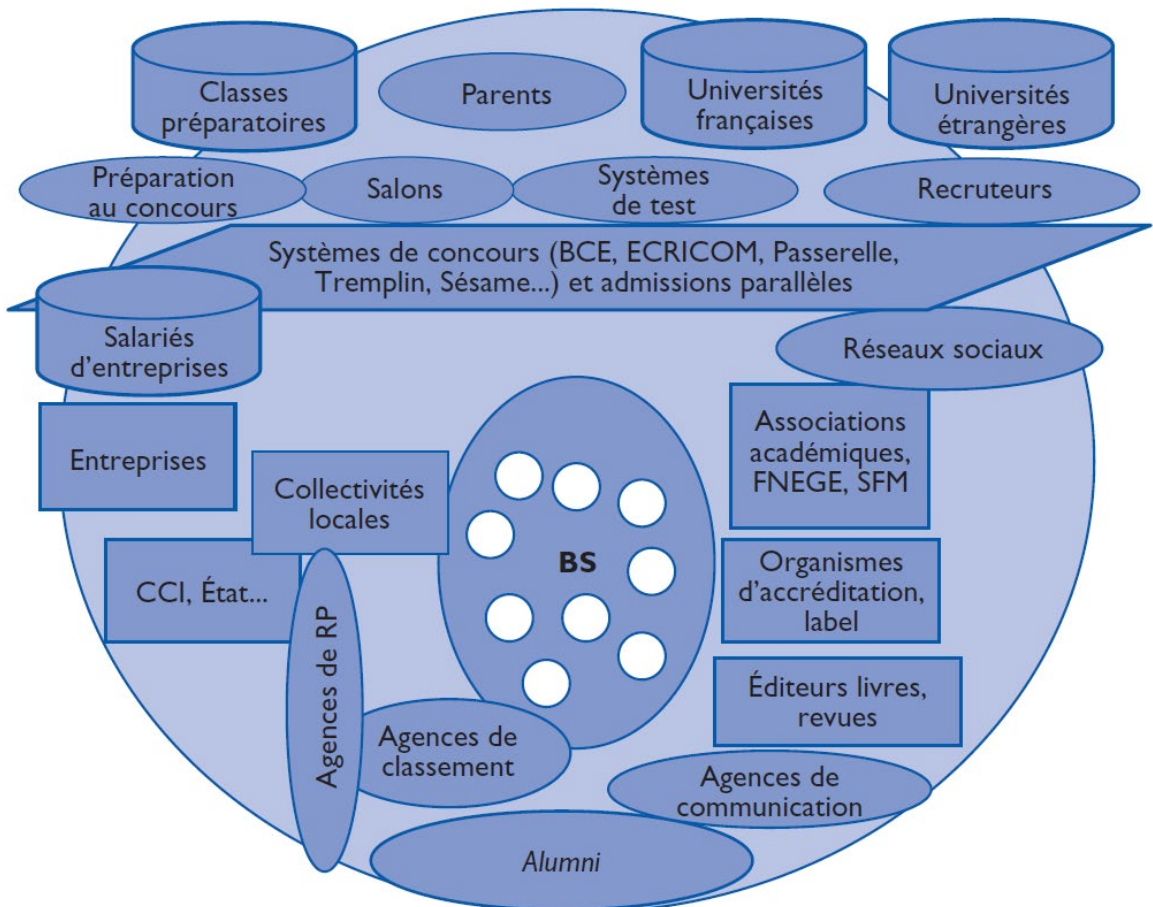 Classes
préparatoires
Parents
Universités
françaises
Universités
étrangères
Préparation
au concours
Salons
Systèmes
de test
Recruteurs
Systèmes de concours (BCE, ECRICOM, Passerelle,
Tremplin, Sésame...) et admissions parallèles
Salariés
d'entreprises
Réseaux sociaux
Entreprises
Collectivités
locales
Associations
académiques,
FNEGE, SFM
BS
CCI, État...
Organismes
d'accréditation,
label
Agences de RP
Éditeurs livres,
revues
Agences de
classement
Agences de
communication
Alumni